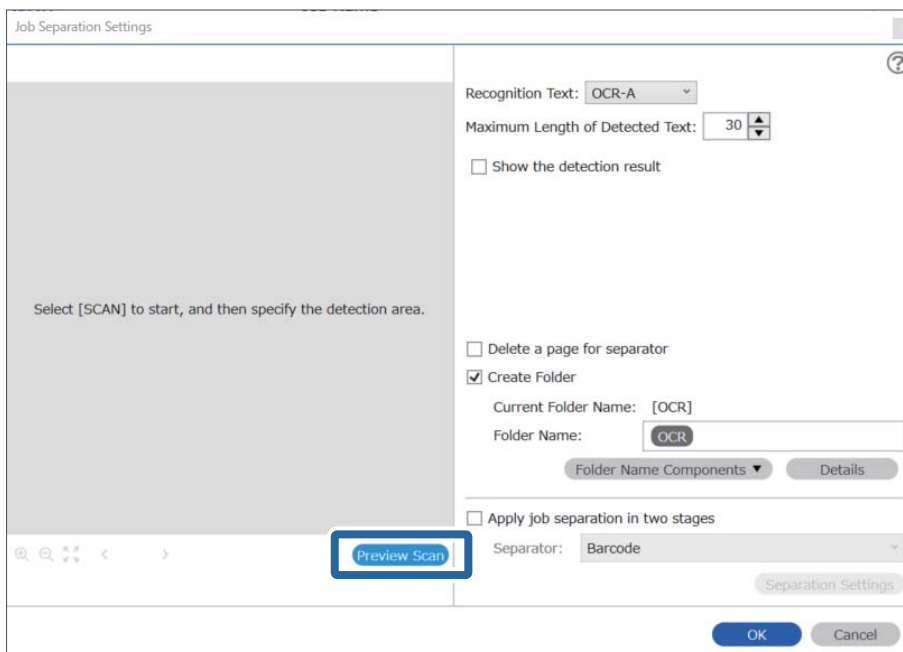 Job Separation Settings
Recognition Text: OCR-A
Maximum Length of Detected Text: 30
Show the detection result
Select [SCAN] to start, and then specify the detection area.
Delete a page for separator
Create Folder
Current Folder Name: [OCR]
Folder Name: OCR
Folder Name Components ▼ Details
Apply job separation in two stages
Preview Scan
Separator: Barcode
Separation Settings
OK Cancel